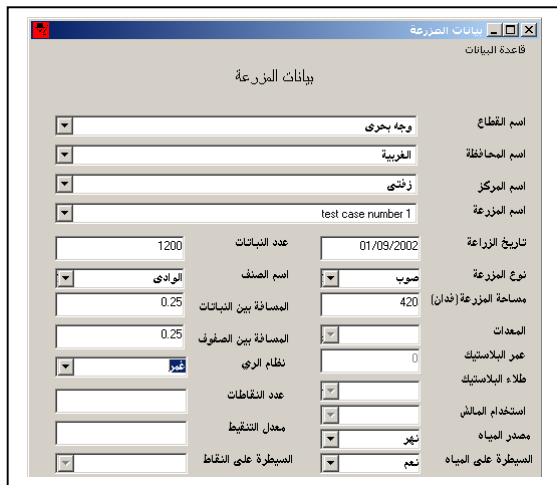 بيانات المزرعة
قاعدة البيانات
بيانات المزرعة
اسم القطاع وجه بحرى
اسم المحافظة الغربية
اسم المركز زفتى
اسم المزرعة test case number 1
تاريخ الزراعة 01/09/2002 عدد النباتات 1200
نوع المزرعة صوب اسم الصنف الوادى
مساحة المزرعة(فدان) 420 المسافة بين النباتات 0.25
المعدات المسافة بين الصفوف 0.25
عمر البلاستيك 0 نظام الرى غمر
طلاء البلاستيك عدد النقاطات
استخدام المالش معدل التنقيط
مصدر المياه نهر
السيطرة على المياه نعم السيطرة على النقاط